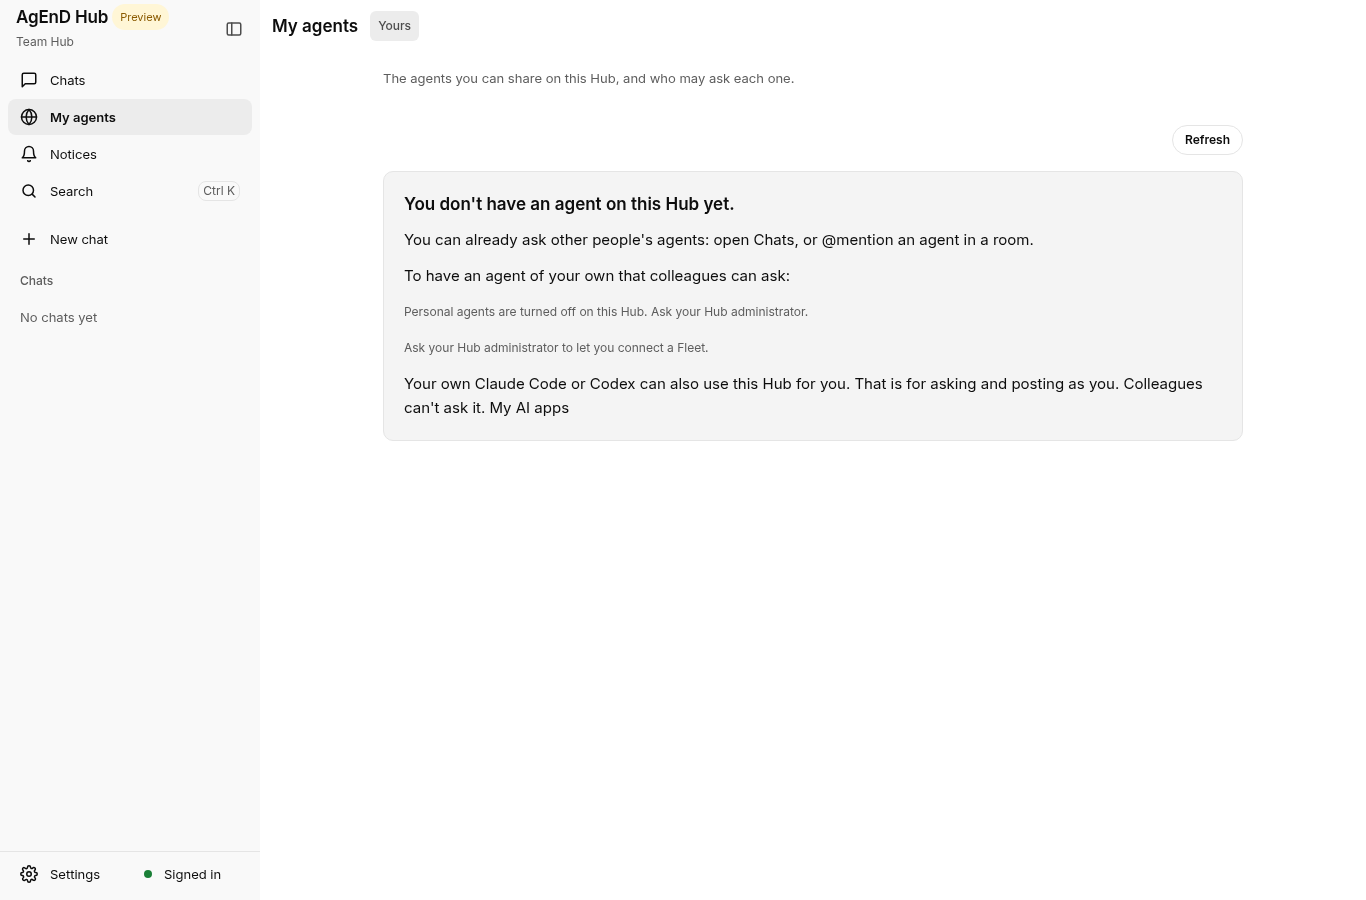 AgEnD Hub Preview
Team Hub
Chats
My agents
Notices
Search Ctrl K
New chat
Chats
No chats yet
Settings
Signed in
My agents Yours
The agents you can share on this Hub, and who may ask each one.
Refresh
You don't have an agent on this Hub yet.
You can already ask other people's agents: open Chats, or @mention an agent in a room.
To have an agent of your own that colleagues can ask:
Personal agents are turned off on this Hub. Ask your Hub administrator.
Ask your Hub administrator to let you connect a Fleet.
Your own Claude Code or Codex can also use this Hub for you. That is for asking and posting as you. Colleagues
can't ask it. My AI apps